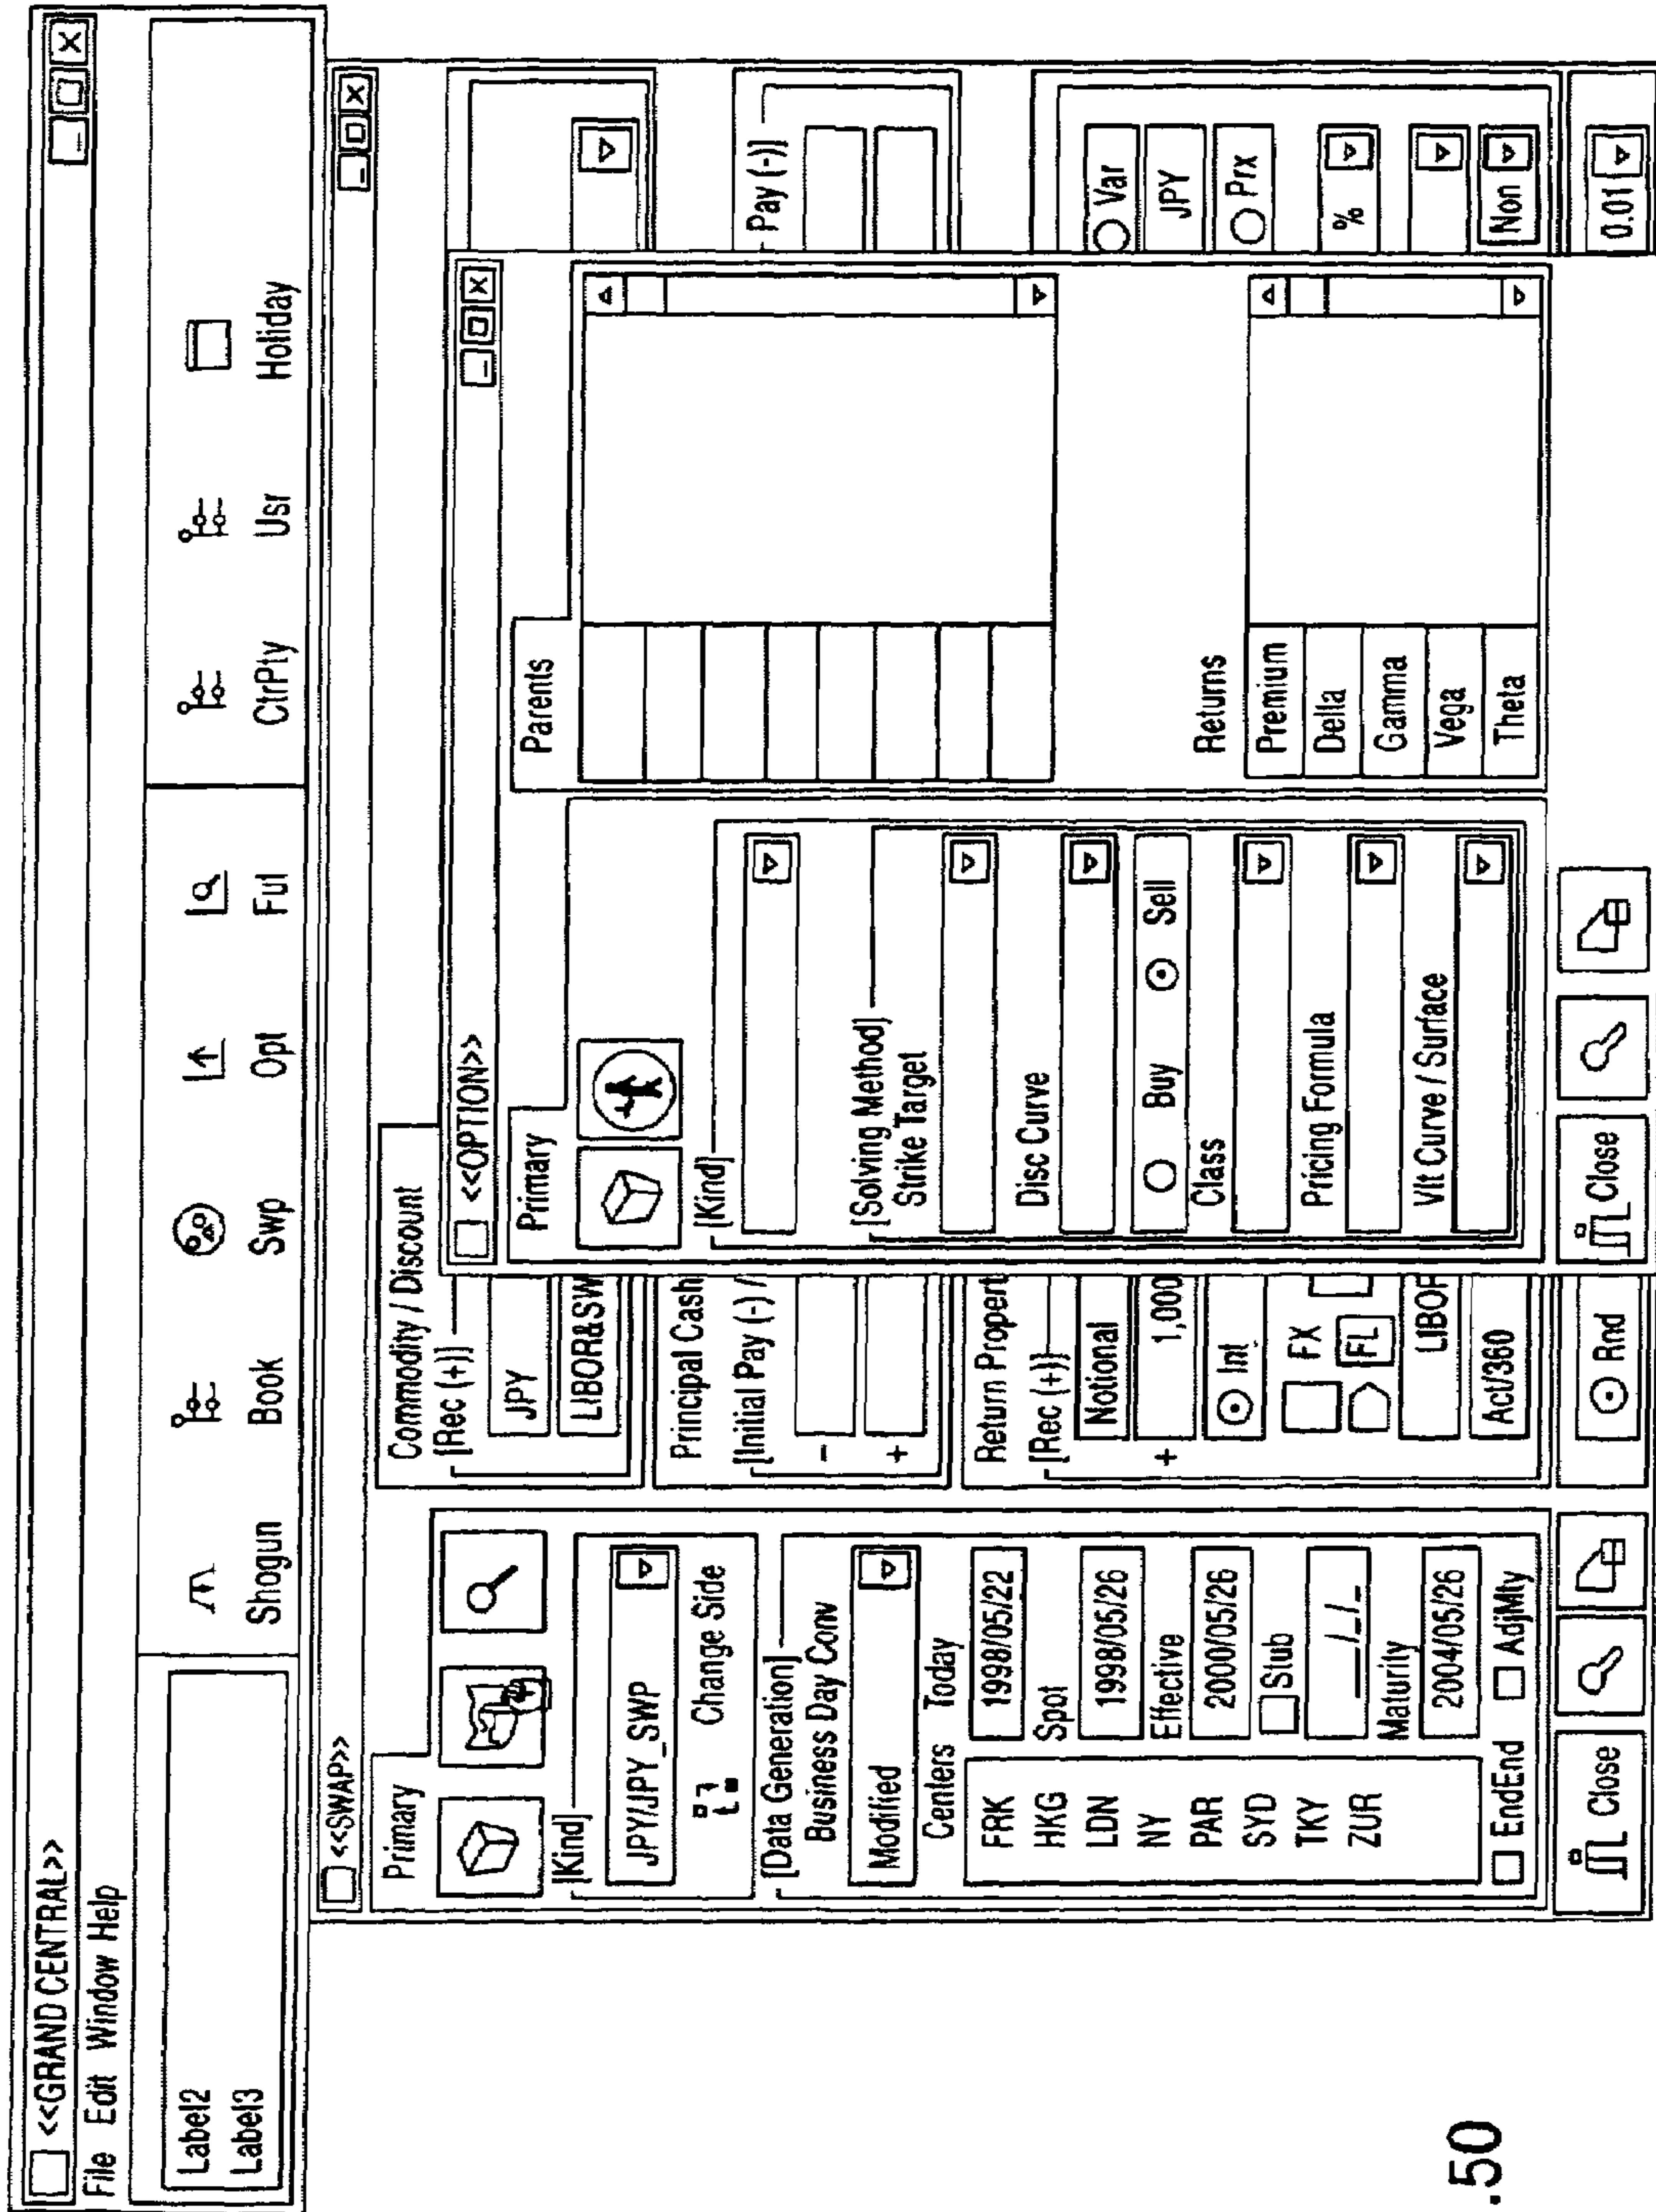 <<GRAND CENTRAL>>
File Edit Window Help
Label2
Label3
Shogun
Book
Swp
Opt
Ful
CtrPty
Usr
Holiday
<<SWAP>>
Primary
[Kind]
JPY/JPY_SWP
Change Side
[Data Generation]
Business Day Conv
Modified
Centers
FRK
HKG
LDN
NY
PAR
SYD
TKY
ZUR
Today
1998/05/22
Spot
1998/05/26
Effective
2000/05/26
Stub
__/_/_
Maturity
2004/05/26
EndEnd
AdjMty
Close
Commodity / Discount
[Rec (+)]
JPY
LIBOR&SW
Principal Cash
[Initial Pay (-) /
-
+
Return Propert
[Rec (+)]
Notional
+ 1,000
Int
FX
FL
LIBOR
Act/360
Rnd
<<OPTION>>
Primary
[Kind]
[Solving Method]
Strike Target
Disc Curve
Buy
Sell
Class
Pricing Formula
Vlt Curve / Surface
Close
Parents
Returns
Premium
Delta
Gamma
Vega
Theta
Pay (-)]
Var
JPY
Prx
%
Non
0.01
.50